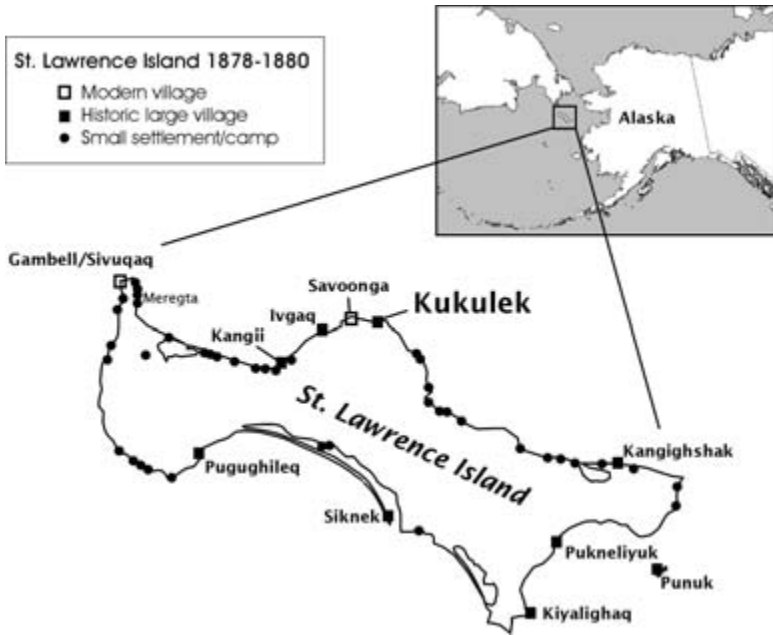 St. Lawrence Island 1878-1880
Modern village
Historic large village
Small settlement/camp
Alaska
Gambell/Sivuqaq
Meregta
Savoonga
Ivgaq
Kukulek
Kangii
St. Lawrence Island
Kangighshak
Pugughileq
Siknek
Pukneliyuk
Punuk
Kiyalighaq